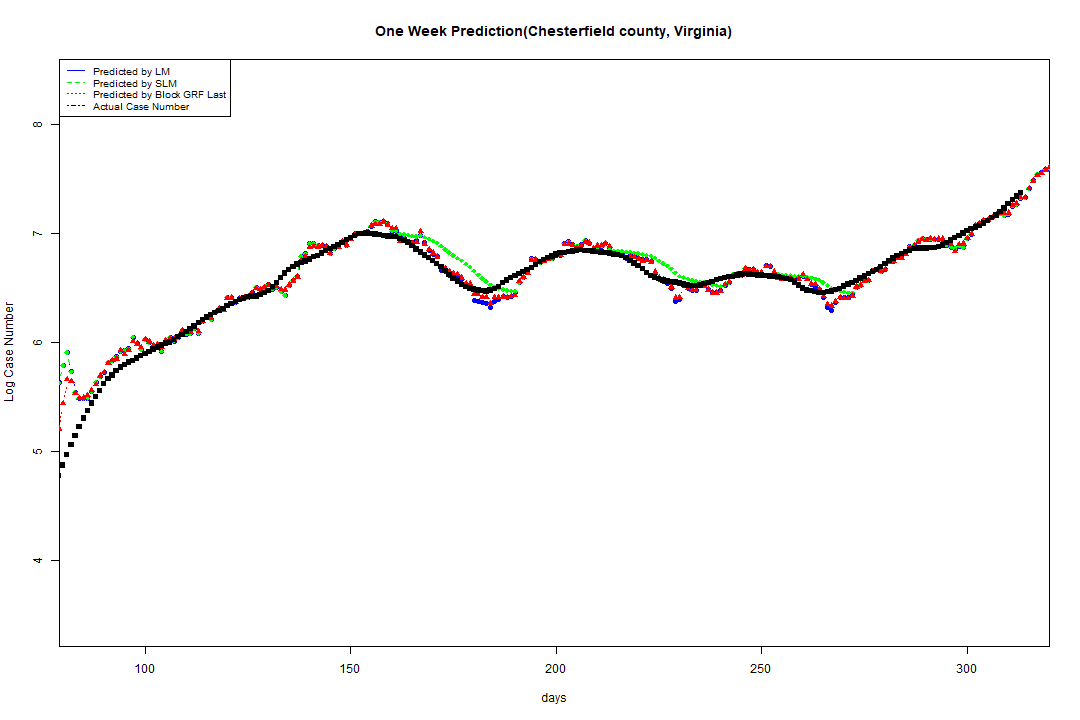 One Week Prediction(Chesterfield county, Virginia)
Predicted by LM
Predicted by SLM
Predicted by Block GRF Last
Actual Case Number
8
7
6
5
4
Log Case Number
100 150 200 250 300
days